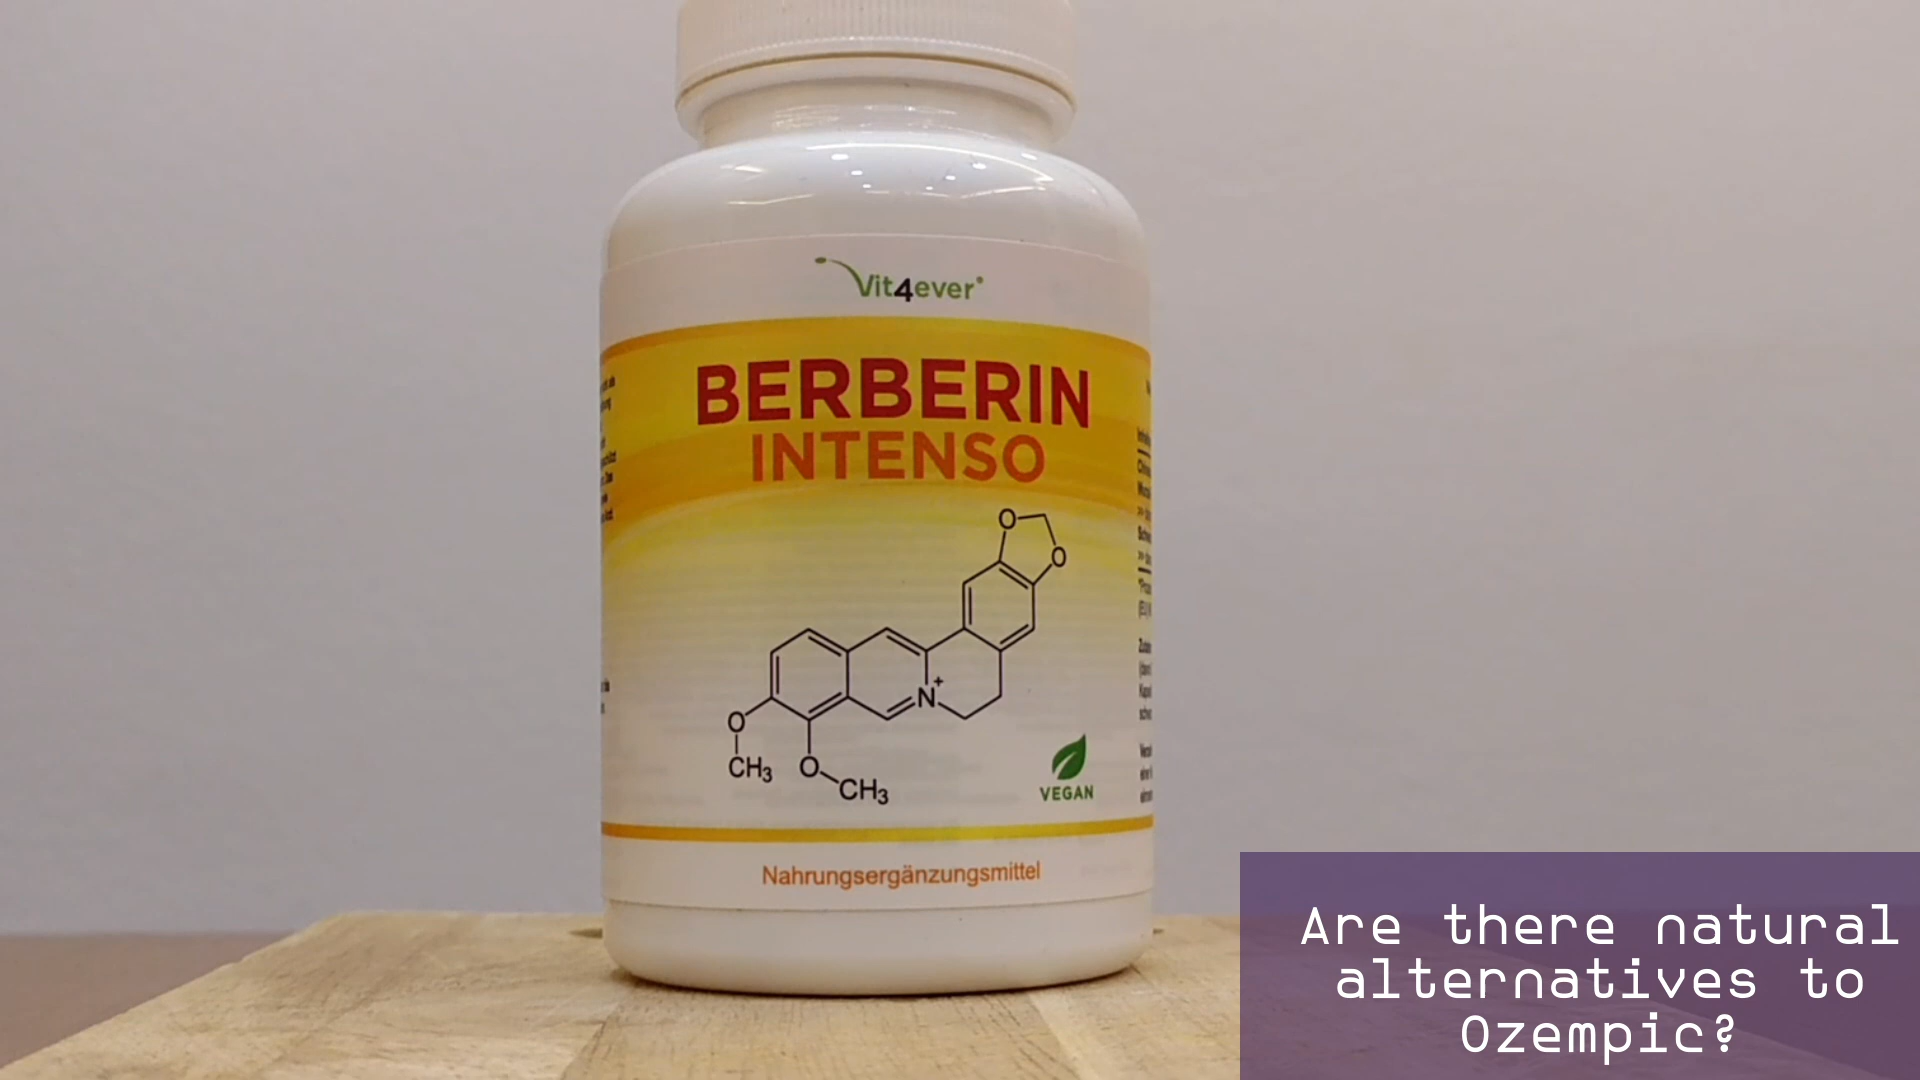 Vit4ever®
BERBERIN
INTENSO
O
O
N+
O
CH3
O
CH3
VEGAN
Nahrungsergänzungsmittel
Are there natural
alternatives to
Ozempic?